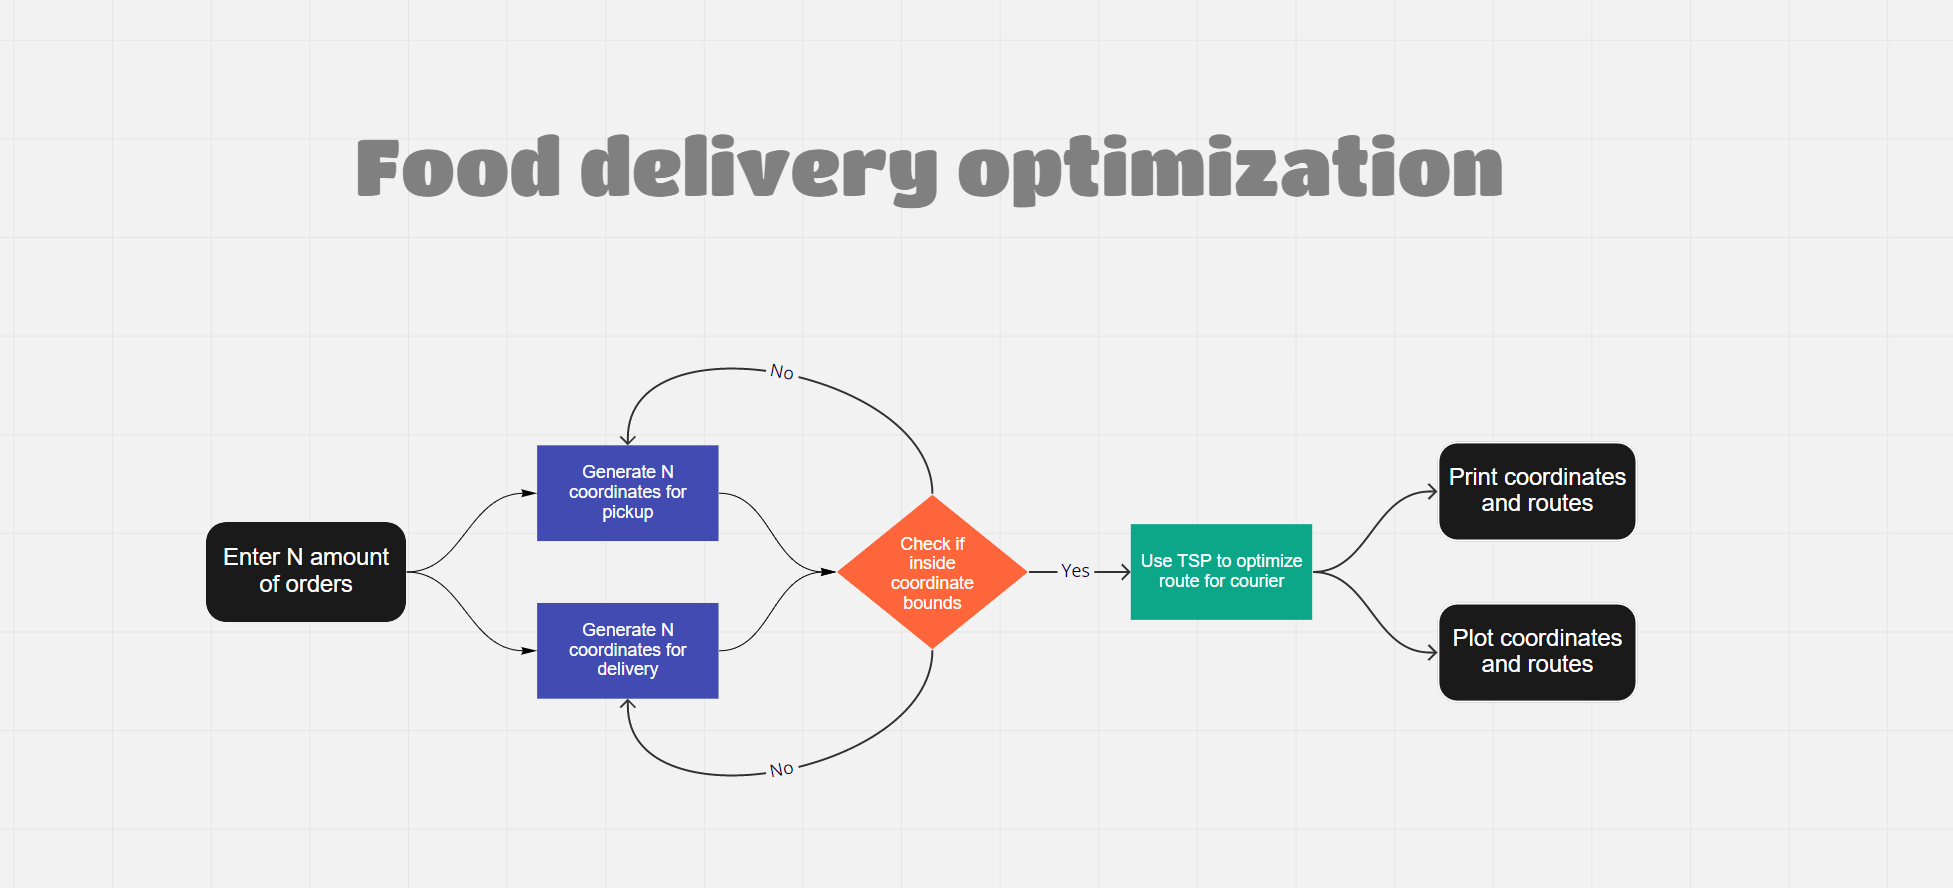 Food delivery optimization
No
Generate N
coordinates for
pickup
Enter N amount
of orders
Generate N
coordinates for
delivery
No
Check if
inside
coordinate
bounds
Yes
Use TSP to optimize
route for courier
Print coordinates
and routes
Plot coordinates
and routes